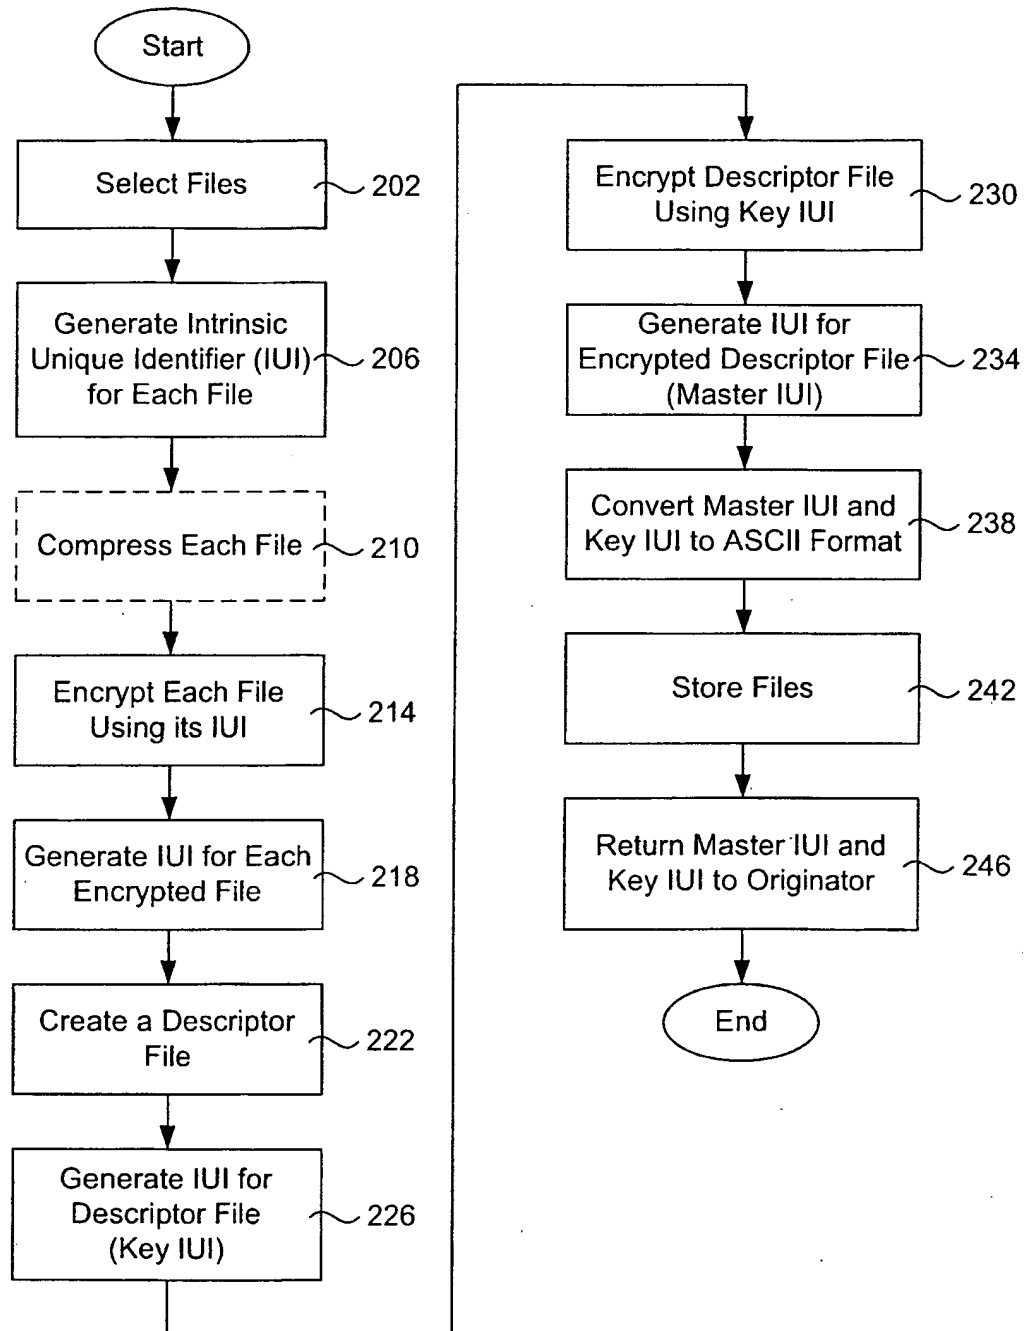 Start
Select Files
202
Generate Intrinsic
Unique Identifier (IUI)
for Each File
206
Compress Each File
210
Encrypt Each File
Using its IUI
214
Generate IUI for Each
Encrypted File
218
Create a Descriptor
File
222
Generate IUI for
Descriptor File
(Key IUI)
226
Encrypt Descriptor File
Using Key IUI
230
Generate IUI for
Encrypted Descriptor File
(Master IUI)
234
Convert Master IUI and
Key IUI to ASCII Format
238
Store Files
242
Return Master IUI and
Key IUI to Originator
246
End